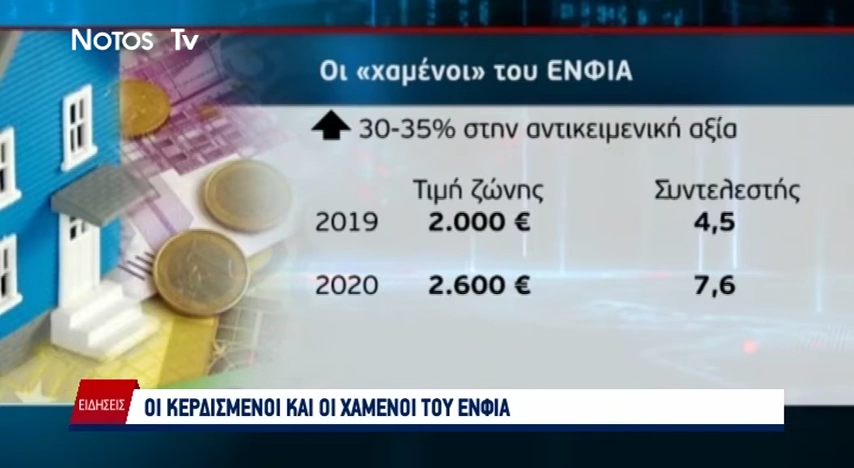 NOTOS TV
Οι «χαμένοι» του ΕΝΦΙΑ
30-35% στην αντικειμενική αξία
Τιμή ζώνης Συντελεστής
2019 2.000 € 4,5
2020 2.600 € 7,6
ΕΙΔΗΣΕΙΣ ΟΙ ΚΕΡΔΙΣΜΕΝΟΙ ΚΑΙ ΟΙ ΧΑΜΕΝΟΙ ΤΟΥ ΕΝΦΙΑ